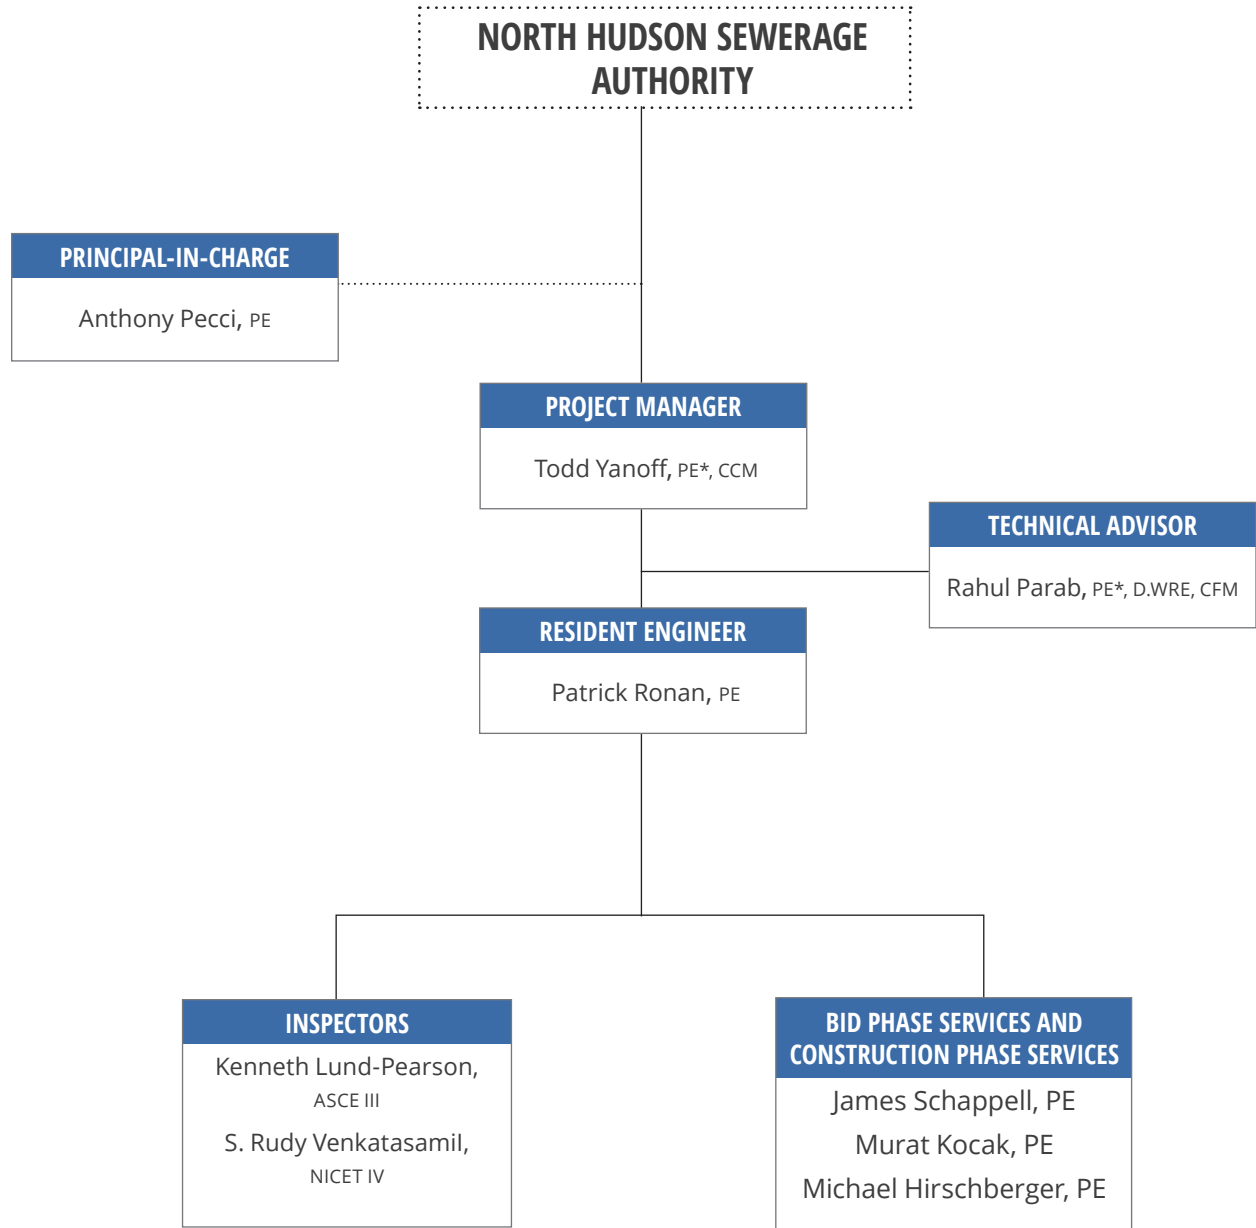 NORTH HUDSON SEWERAGE
AUTHORITY
PRINCIPAL-IN-CHARGE
Anthony Pecci, PE
PROJECT MANAGER
Todd Yanoff, PE*, CCM
TECHNICAL ADVISOR
Rahul Parab, PE*, D.WRE, CFM
RESIDENT ENGINEER
Patrick Ronan, PE
INSPECTORS
Kenneth Lund-Pearson,
ASCE III
S. Rudy Venkatasamil,
NICET IV
BID PHASE SERVICES AND
CONSTRUCTION PHASE SERVICES
James Schappell, PE
Murat Kocak, PE
Michael Hirschberger, PE